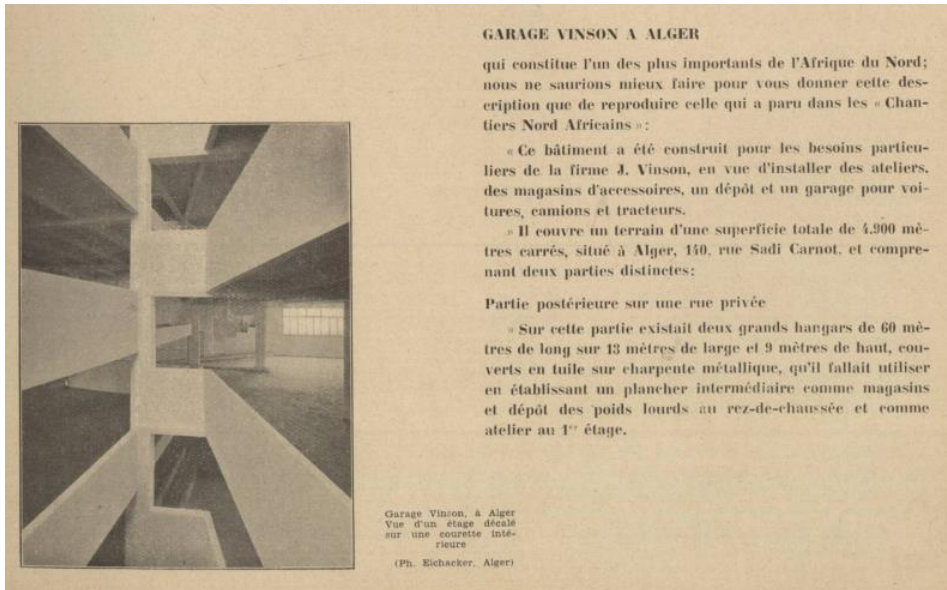 GARAGE VINSON A ALGER
qui constitue l'un des plus importants de l'Afrique du Nord;
nous ne saurions mieux faire pour vous donner cette des-
cription que de reproduire celle qui a paru dans les « Chan-
tiers Nord Africains »:
« Ce bâtiment a été construit pour les besoins particu-
liers de la firme J. Vinson, en vue d'installer des ateliers,
des magasins d'accessoires, un dépôt et un garage pour voi-
tures, camions et tracteurs.
» Il couvre un terrain d'une superficie totale de 4.900 mè-
tres carrés, situé à Alger, 140, rue Sadi Carnot, et compre-
nant deux parties distinctes:
Partie postérieure sur une rue privée
» Sur cette partie existait deux grands hangars de 60 mè-
tres de long sur 13 mètres de large et 9 mètres de haut, cou-
verts en tuile sur charpente métallique, qu'il fallait utiliser
en établissant un plancher intermédiaire comme magasins
et dépôt des poids lourds au rez-de-chaussée et comme
atelier au 1er étage.
Garage Vinson, à Alger
Vue d'un étage décalé
sur une courette inté-
rieure
(Ph. Eichacker, Alger)